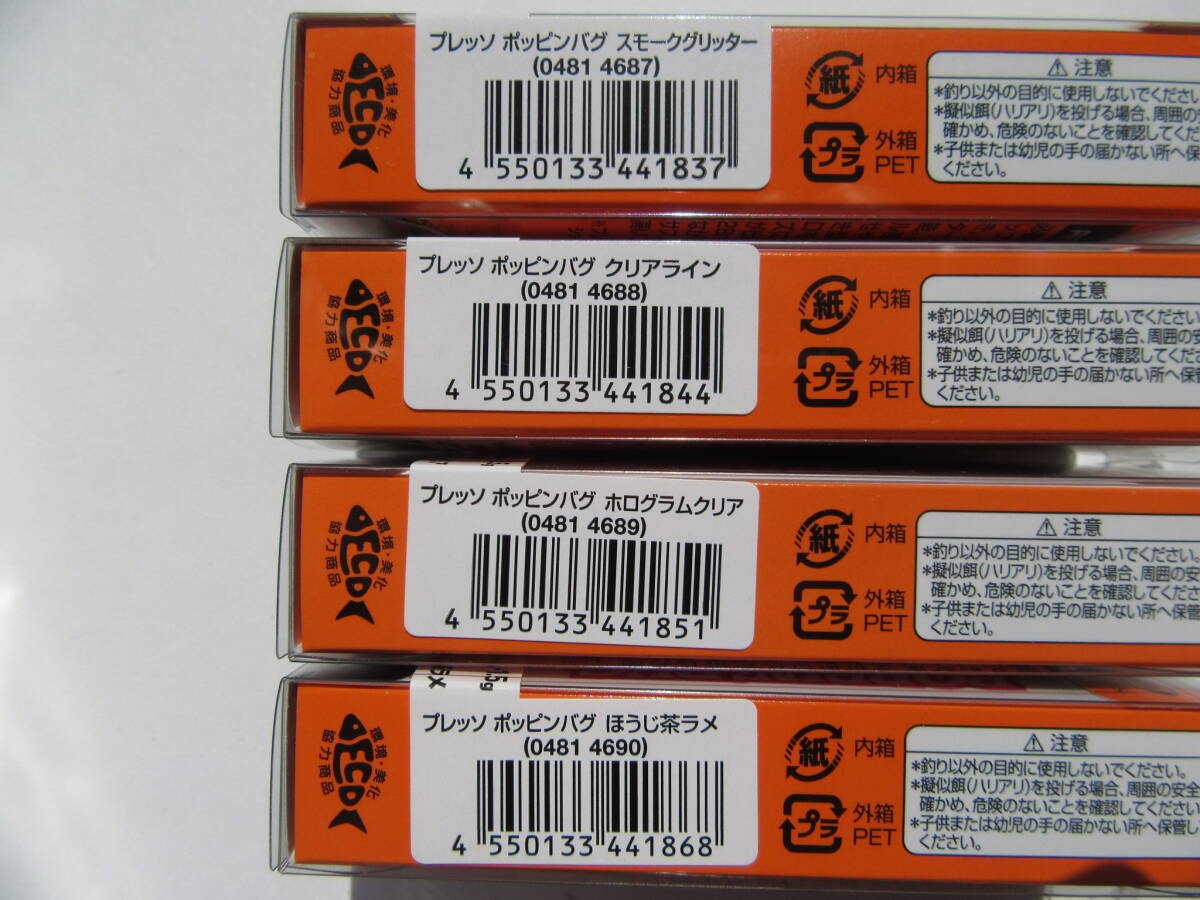 プレッソ ポッピンバグ スモークグリッター
(0481 4687)
4 550133 441837
環境・美化
ECO
協力商品
紙 内箱
プラ 外箱
PET
⚠ 注意
*釣り以外の目的に使用しないでくださ
*擬似餌(ハリアリ)を投げる場合、周囲の
確かめ、危険のないことを確認してくだ
*子供または幼児の手の届かない所へ保
ください。
プレッソ ポッピンバグ クリアライン
(0481 4688)
4 550133 441844
環境・美化
ECO
協力商品
紙 内箱
プラ 外箱
PET
⚠ 注意
*釣り以外の目的に使用しないでください
*擬似餌(ハリアリ)を投げる場合、周囲の安
確かめ、危険のないことを確認してくださ
*子供または幼児の手の届かない所へ保管
ください。
プレッソ ポッピンバグ ホログラムクリア
(0481 4689)
4 550133 441851
環境・美化
ECO
協力商品
紙 内箱
プラ 外箱
PET
⚠ 注意
*釣り以外の目的に使用しないでください。
*擬似餌(ハリアリ)を投げる場合、周囲の安
確かめ、危険のないことを確認してくださ
*子供または幼児の手の届かない所へ保管
ください。
プレッソ ポッピンバグ ほうじ茶ラメ
(0481 4690)
4 550133 441868
環境・美化
ECO
協力商品
紙 内箱
プラ 外箱
PET
⚠ 注意
*釣り以外の目的に使用しないでください。
*擬似餌(ハリアリ)を投げる場合、周囲の安全
確かめ、危険のないことを確認してください
*子供または幼児の手の届かない所へ保管し
ください。